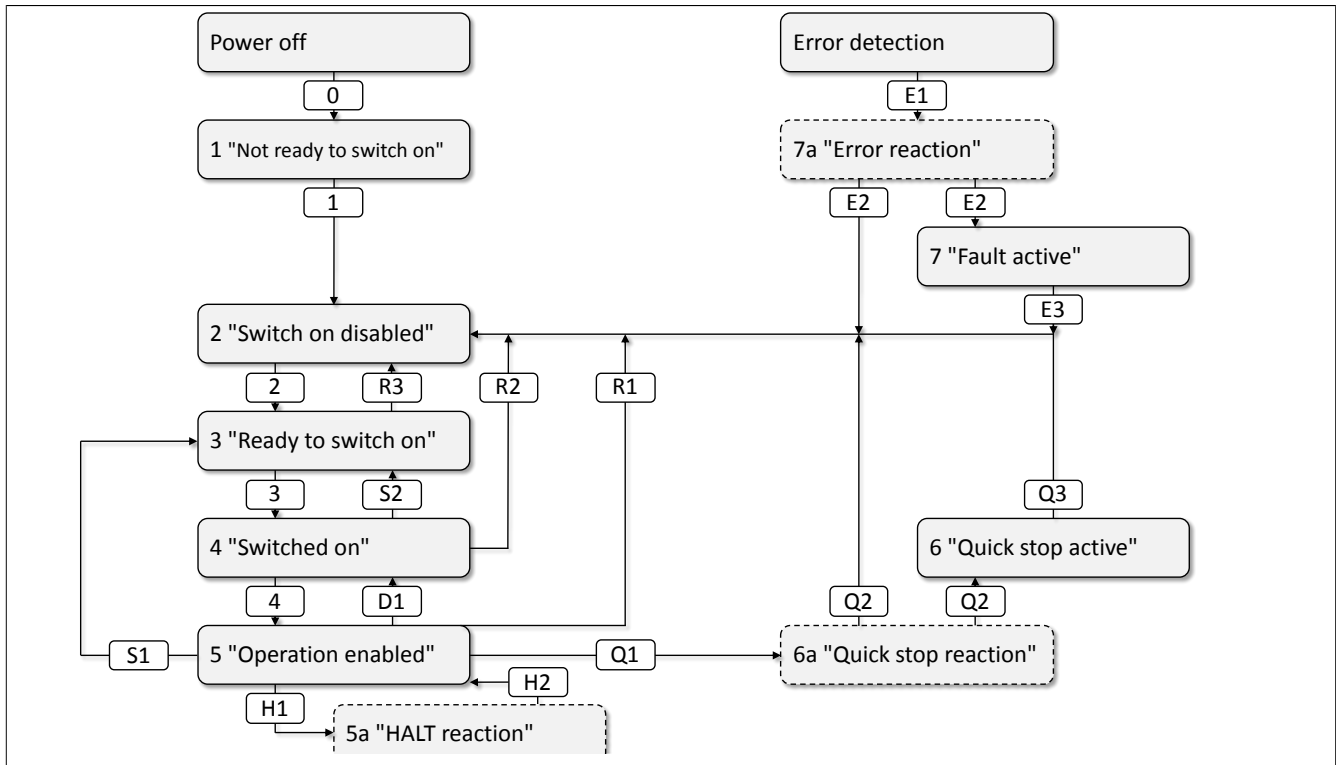 Power off
Error detection
0
E1
1 "Not ready to switch on"
7a "Error reaction"
1
E2
E2
7 "Fault active"
E3
2 "Switch on disabled"
2
R3
R2
R1
3 "Ready to switch on"
3
S2
Q3
4 "Switched on"
6 "Quick stop active"
4
D1
Q2
Q2
S1
5 "Operation enabled"
Q1
6a "Quick stop reaction"
H2
H1
5a "HALT reaction"